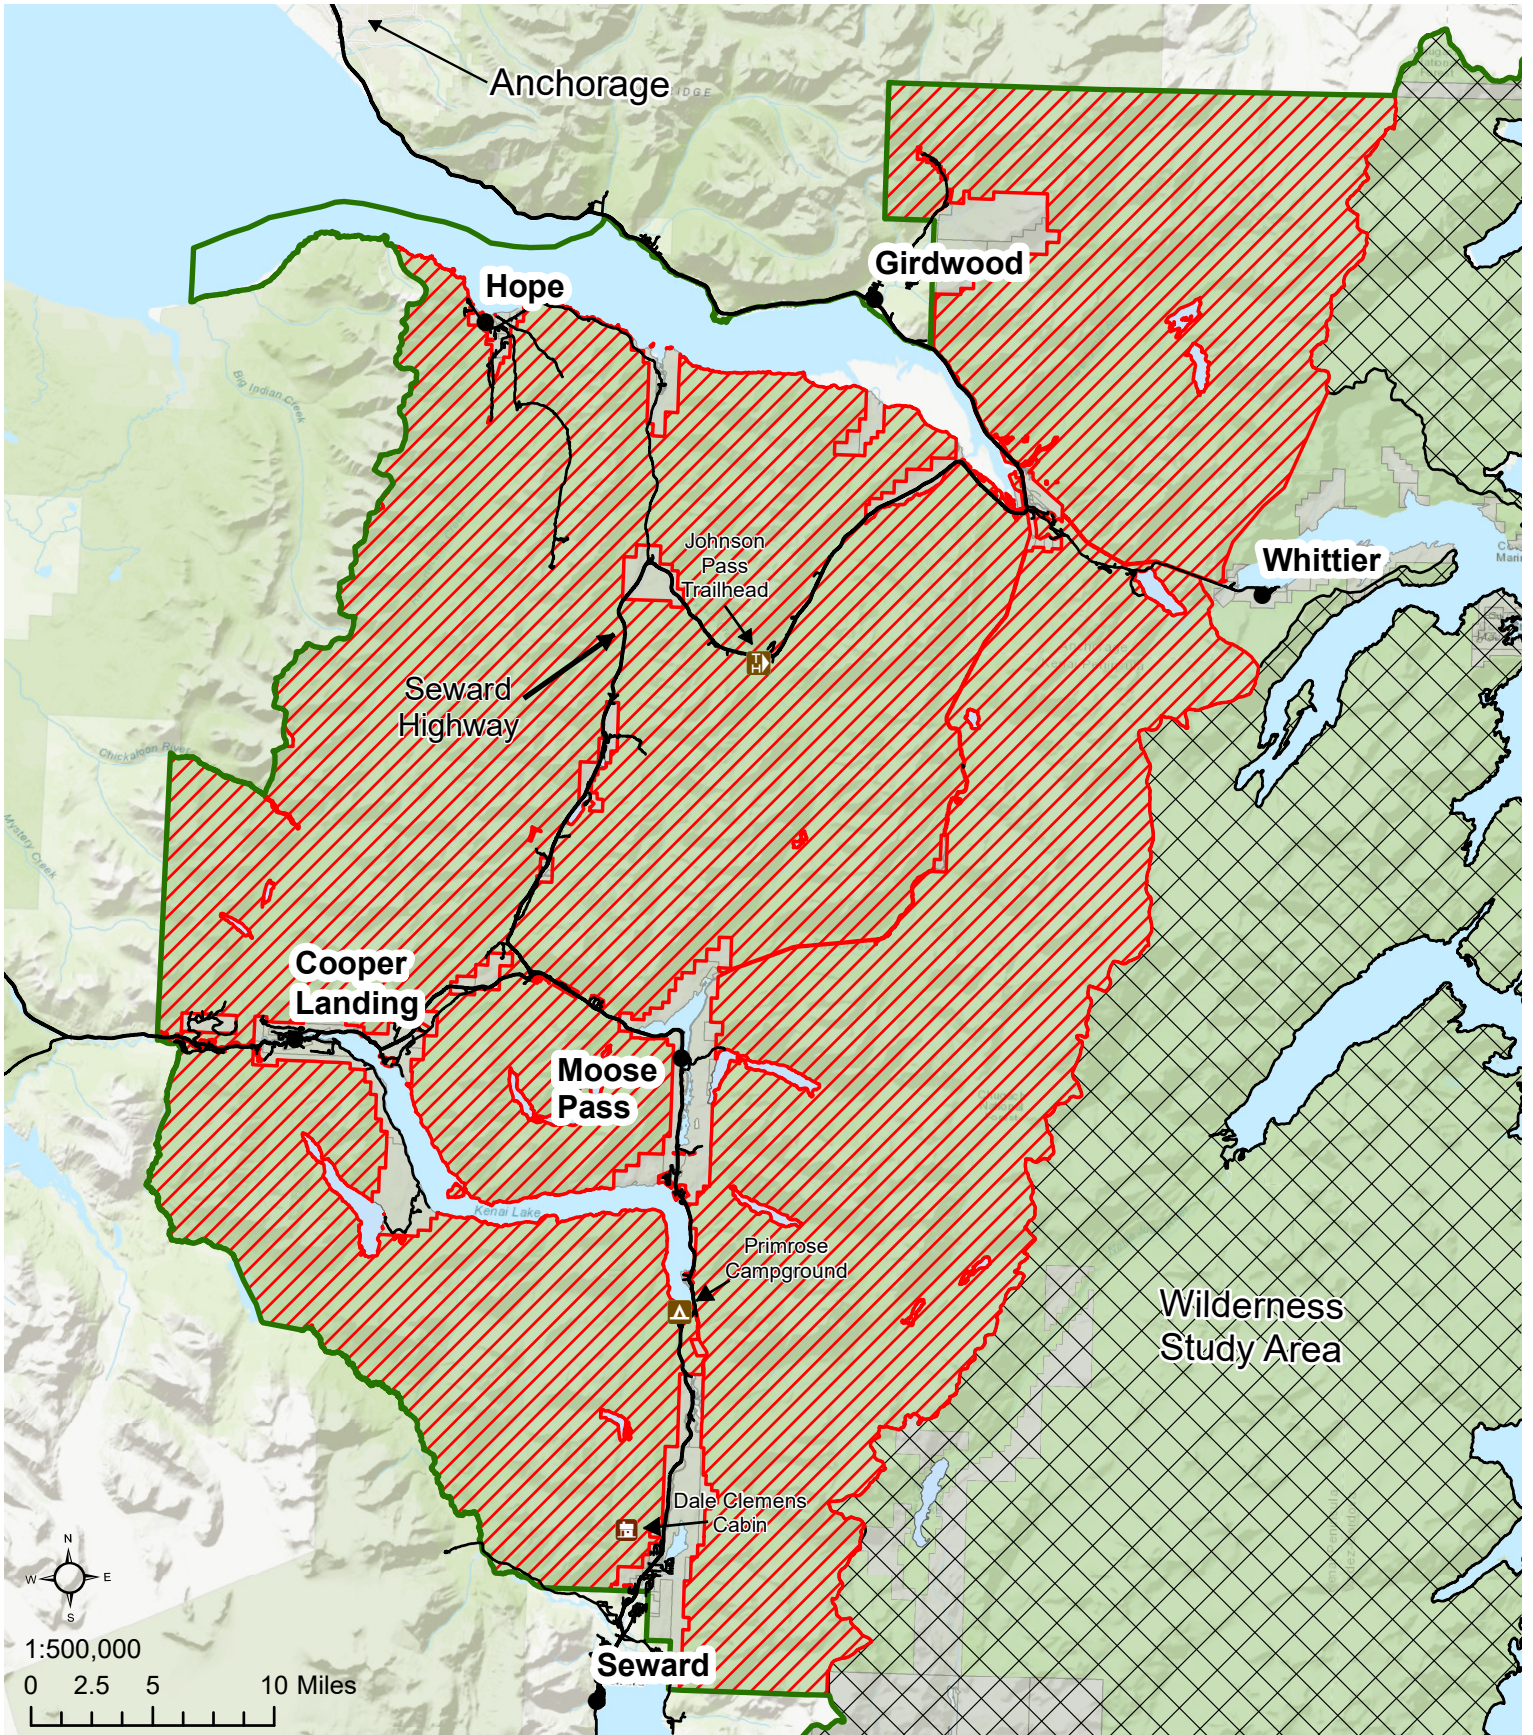 Anchorage
Girdwood
Hope
Big Indian Creek
Johnson
Pass
Trailhead
TH
Whittier
Seward
Highway
Chickaloon River
Mystery Creek
Cooper
Landing
Moose
Pass
Kenai Lake
Primrose
Campground
Wilderness
Study Area
Dale Clemens
Cabin
N
W
E
S
1:500,000
0 2.5 5 10 Miles
Seward